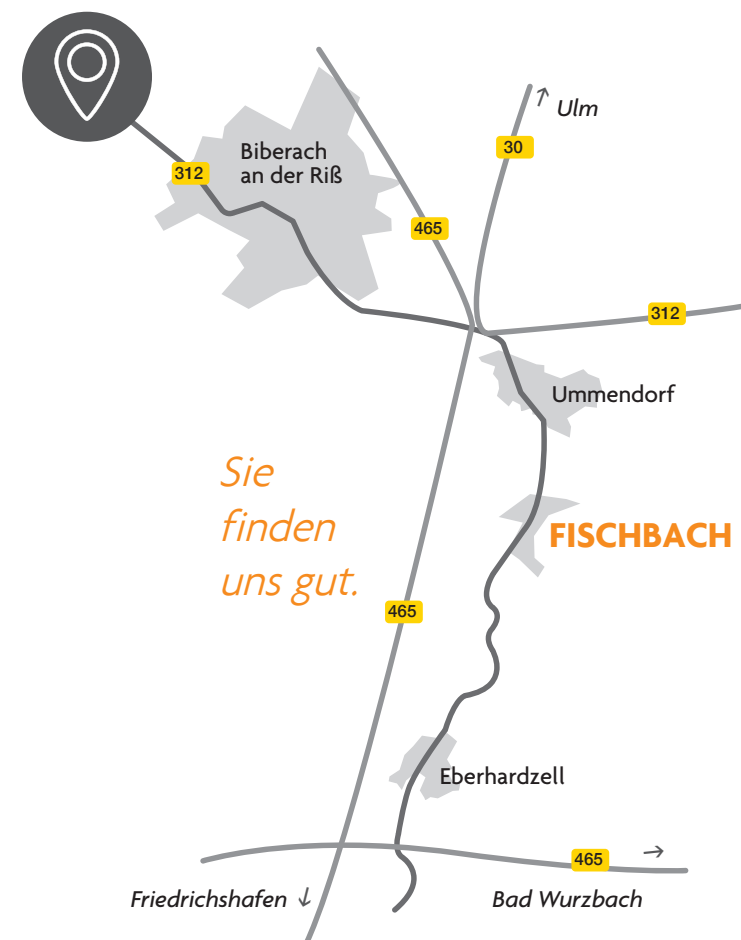 Ulm
30
Biberach
an der Riß
312
465
312
Ummendorf
Sie
finden
uns gut.
FISCHBACH
465
Eberhardzell
465
Friedrichshafen ↓
Bad Wurzbach